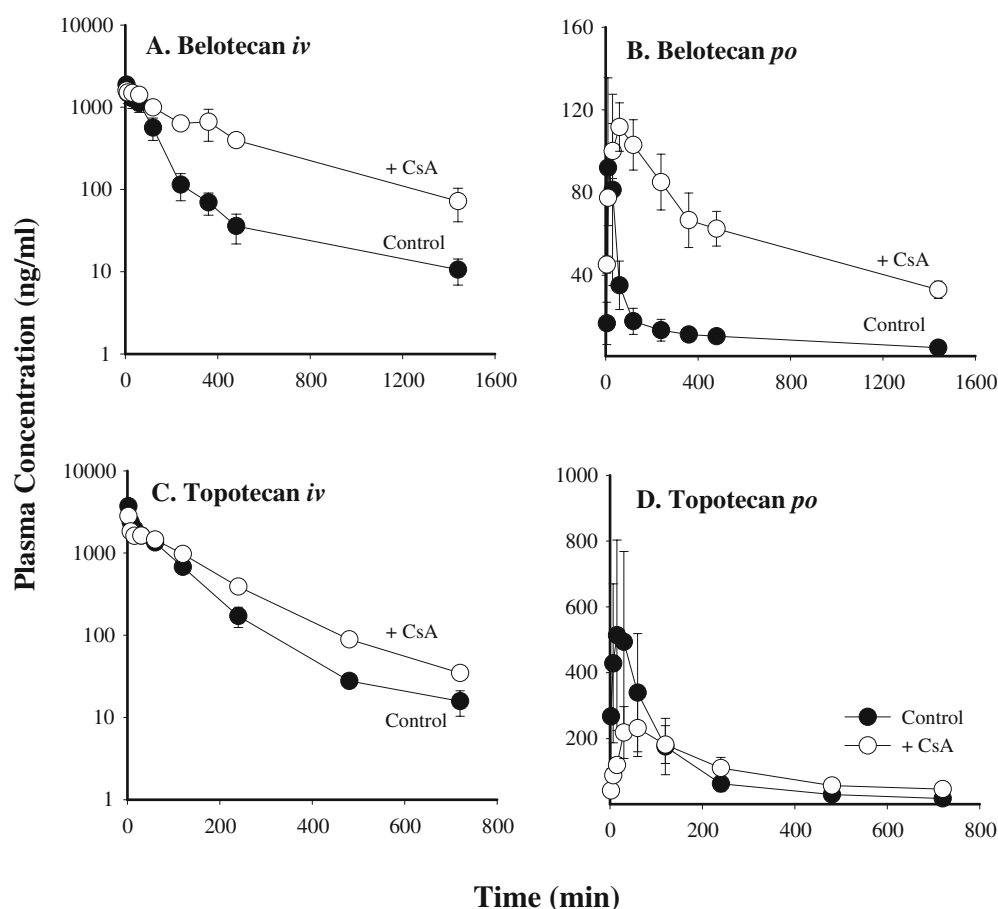 A. Belotecan iv
10000
1000
100
10
1
+ CsA
Control
0
400
800
1200
1600
B. Belotecan po
160
120
80
40
+ CsA
Control
0
400
800
1200
1600
Plasma Concentration (ng/ml)
C. Topotecan iv
10000
1000
100
10
1
+ CsA
Control
0
200
400
600
800
D. Topotecan po
1000
800
600
400
200
Control
+ CsA
0
200
400
600
800
Time (min)